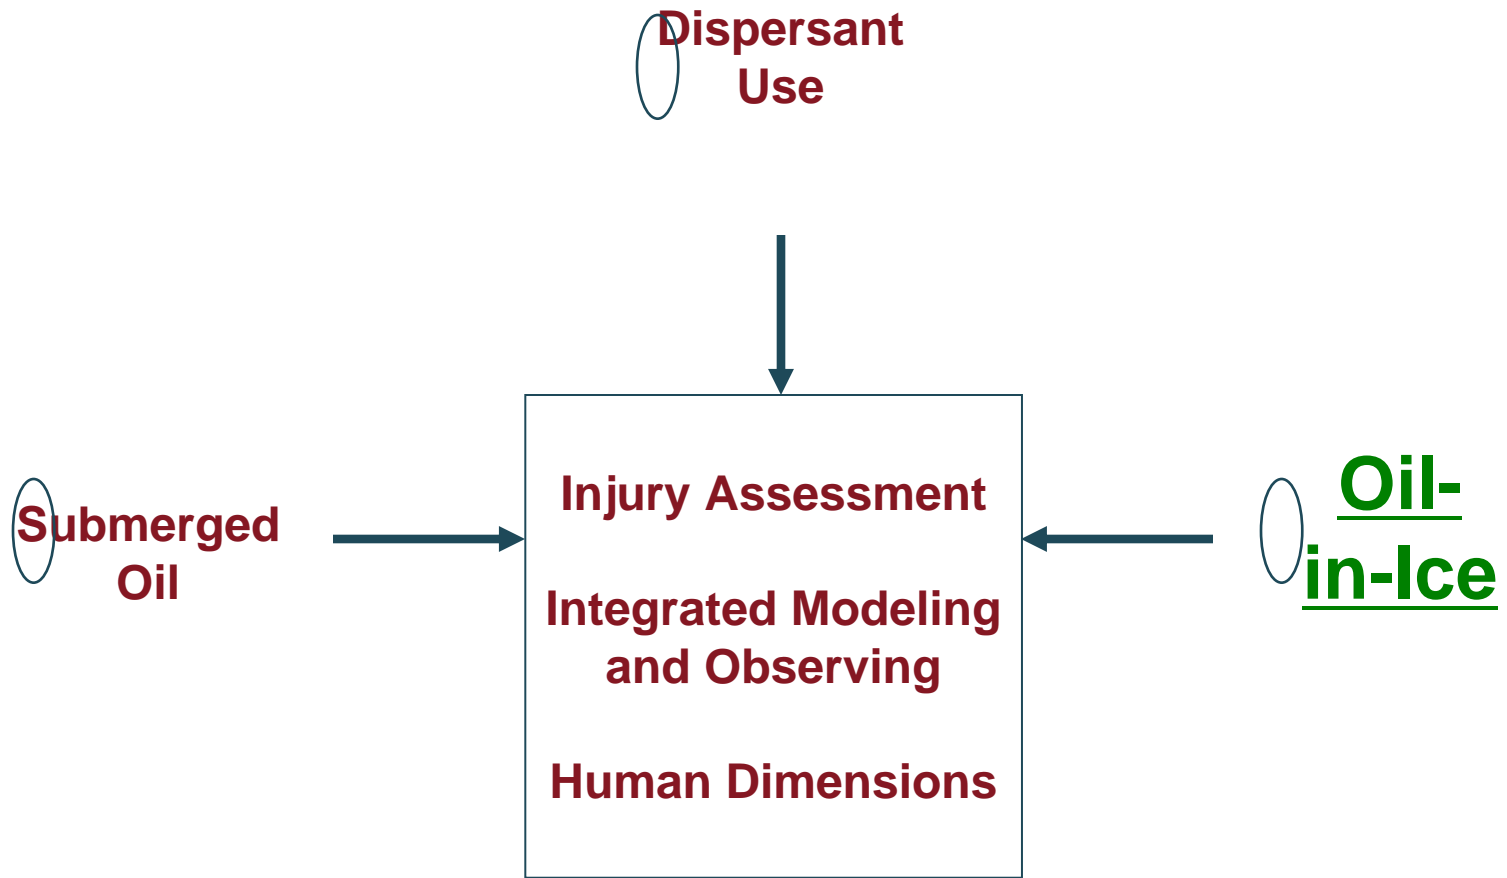 Dispersant
Use
Submerged
Oil
Injury Assessment
Integrated Modeling
and Observing
Human Dimensions
Oil-
in-Ice